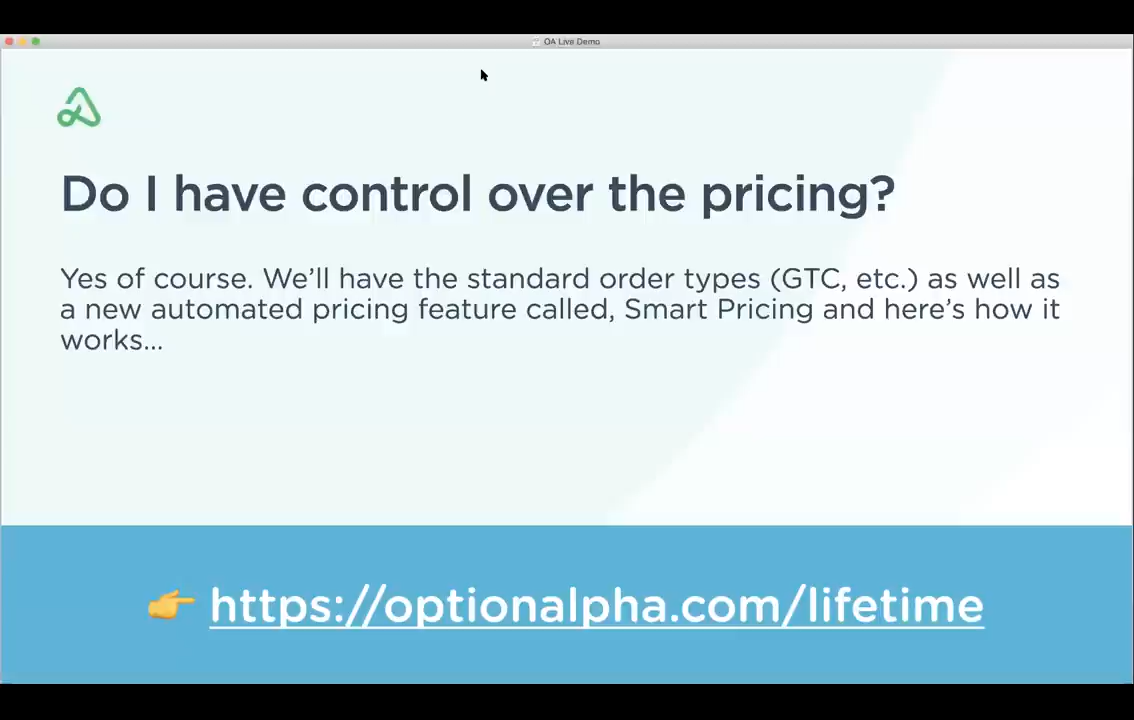 OA Live Demo
Do I have control over the pricing?
Yes of course. We'll have the standard order types (GTC, etc.) as well as
a new automated pricing feature called, Smart Pricing and here's how it
works...
👉 https://optionalpha.com/lifetime